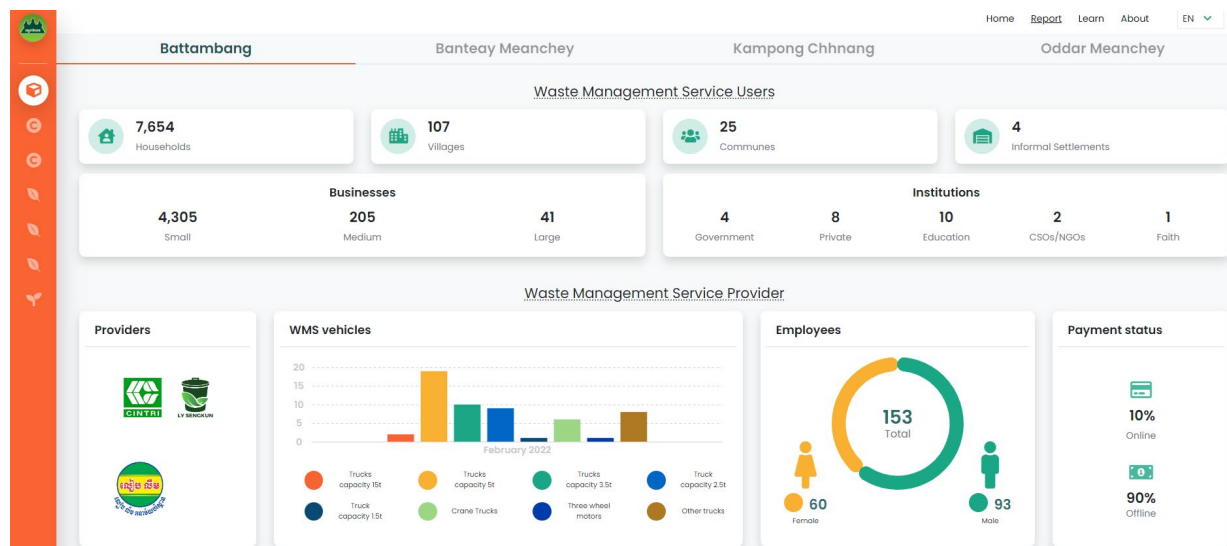 Home Report Learn About EN
Battambang Banteay Meanchey Kampong Chhnang Oddar Meanchey
Waste Management Service Users
7,654
Households
107
Villages
25
Communes
4
Informal Settlements
Businesses
4,305 205 41
Small Medium Large
Institutions
4 8 10 2 1
Government Private Education CSOs/NGOs Faith
Waste Management Service Provider
Providers
CINTRI
LY SENGKUN
WMS vehicles
20
15
10
5
0
February 2022
Trucks
capacity 15t
Trucks
capacity 5t
Trucks
capacity 3.5t
Truck
capacity 2.5t
Truck
capacity 1.5t
Crane Trucks
Three wheel
motors
Other trucks
Employees
153
Total
60
Female
93
Male
Payment status
10%
Online
90%
Offline